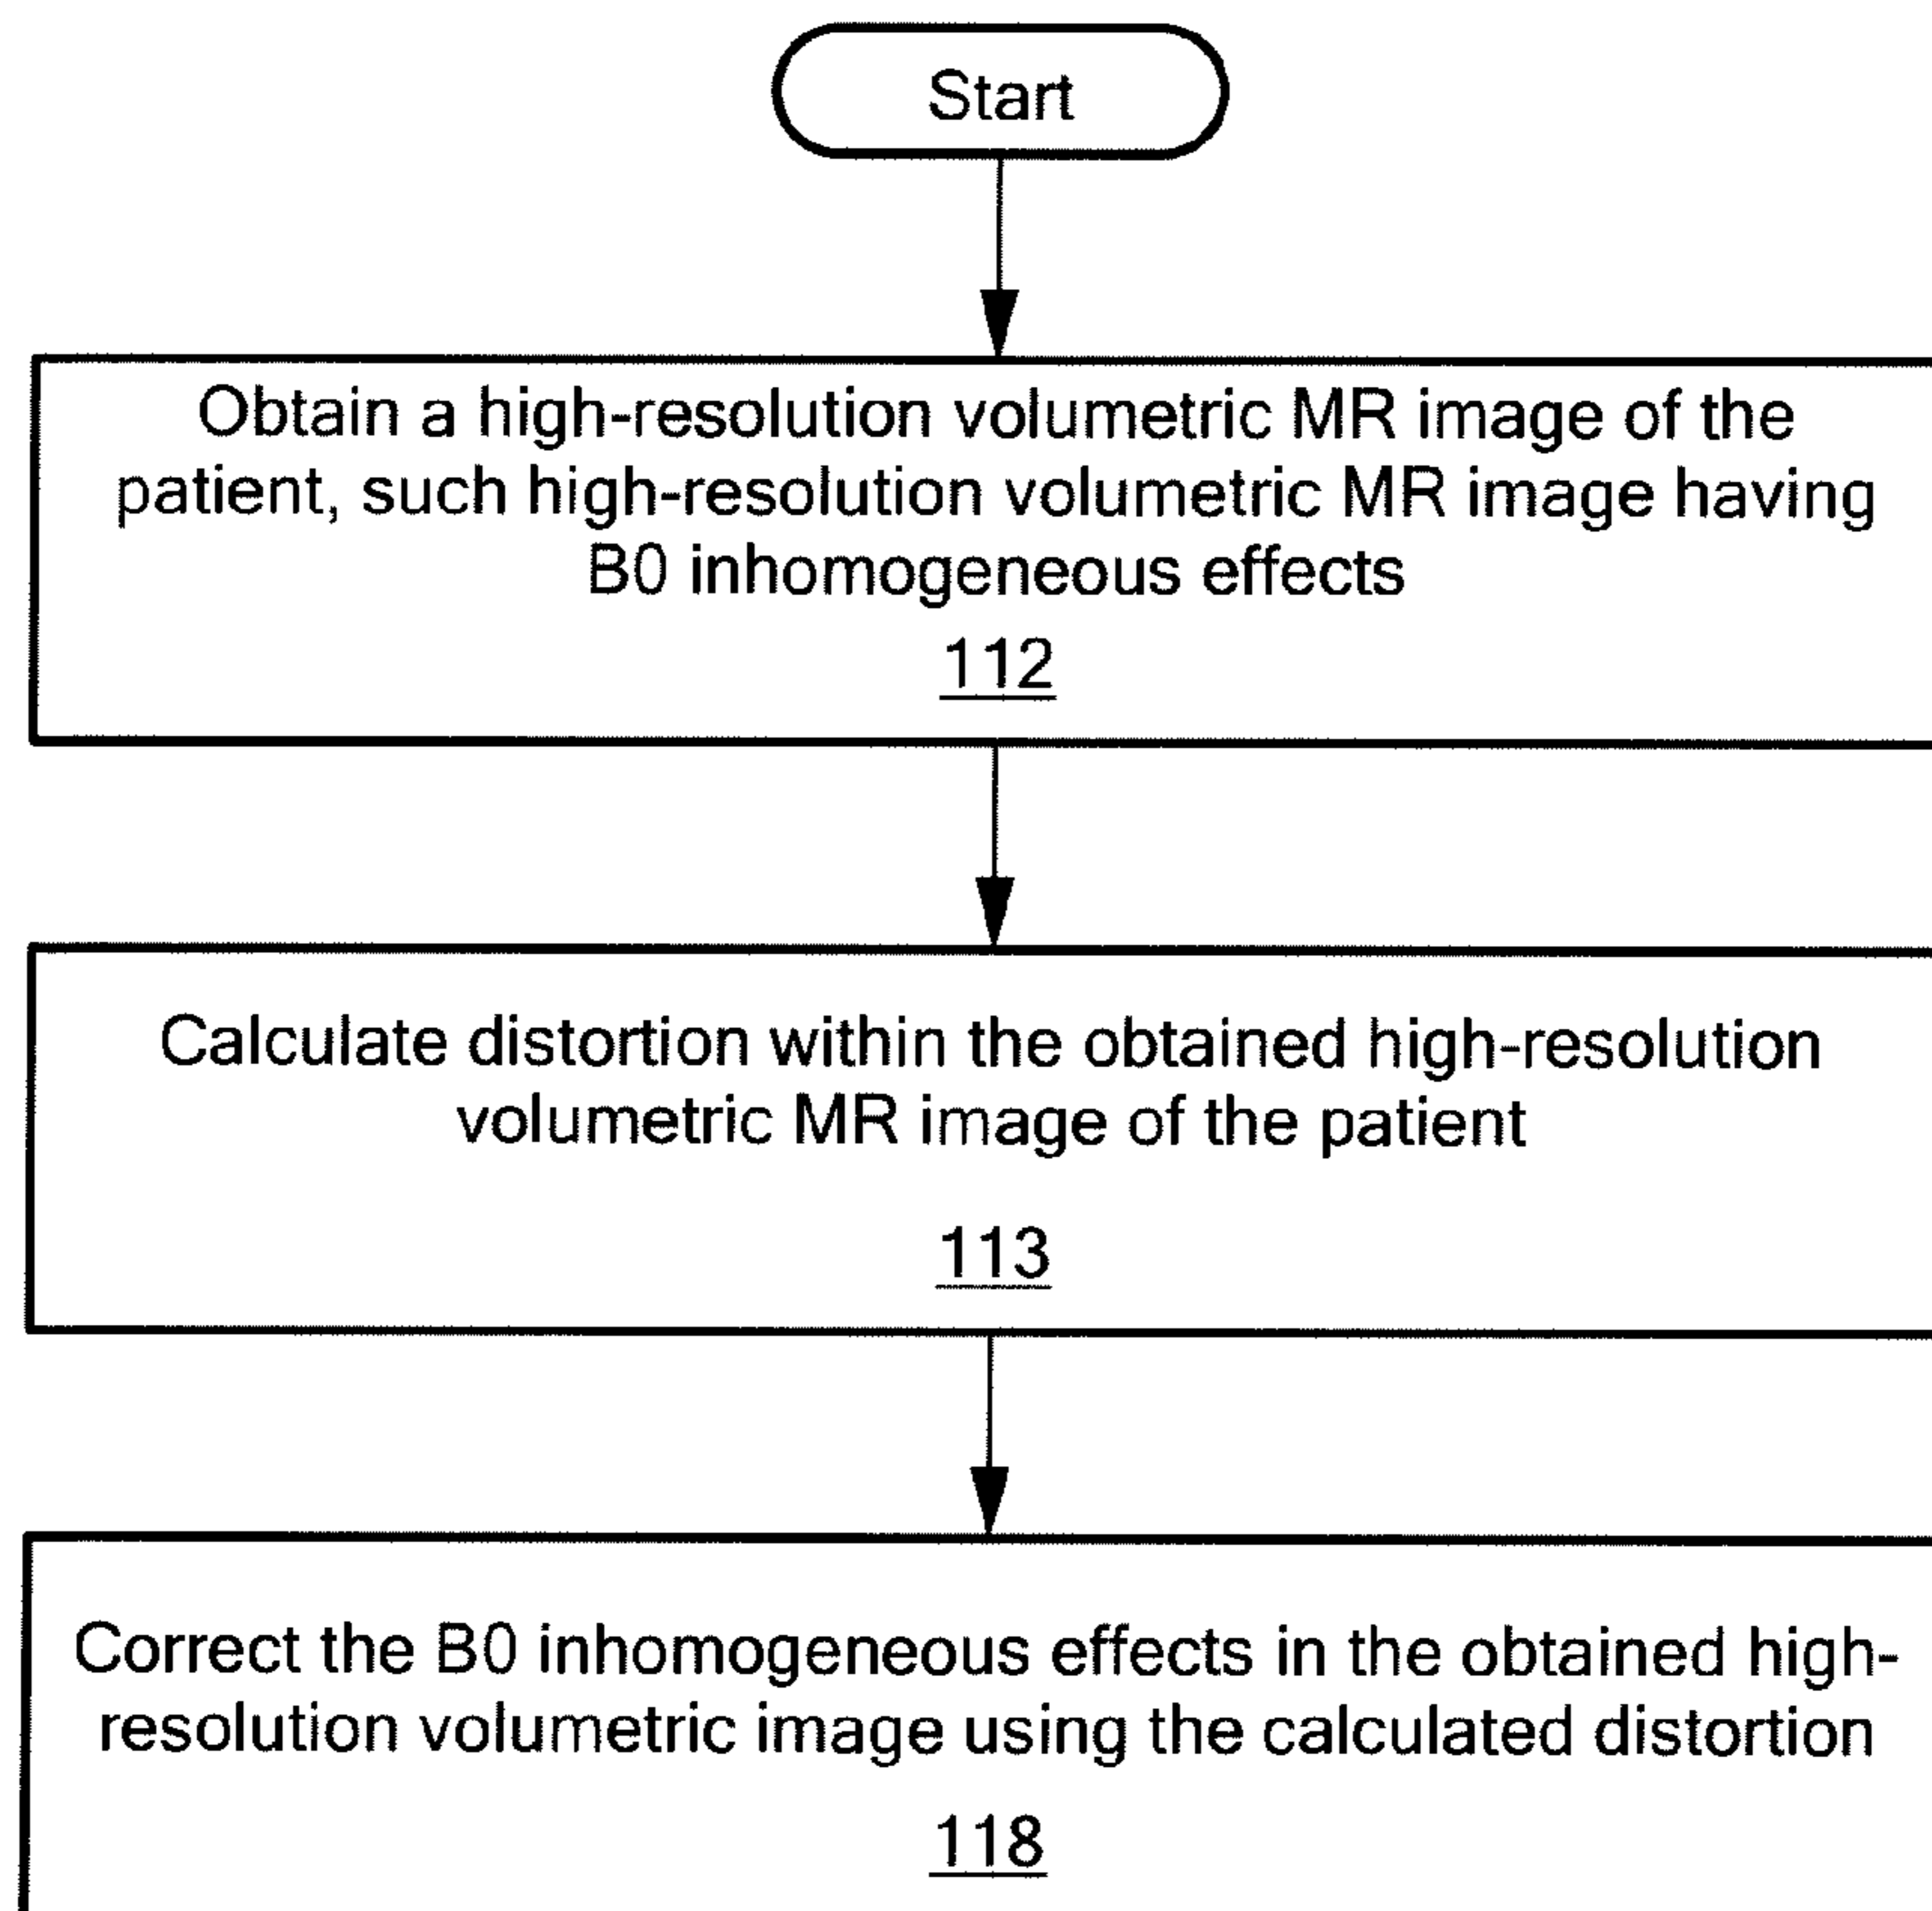 Start
Obtain a high-resolution volumetric MR image of the
patient, such high-resolution volumetric MR image having
B0 inhomogeneous effects
112
Calculate distortion within the obtained high-resolution
volumetric MR image of the patient
113
Correct the B0 inhomogeneous effects in the obtained high-
resolution volumetric image using the calculated distortion
118